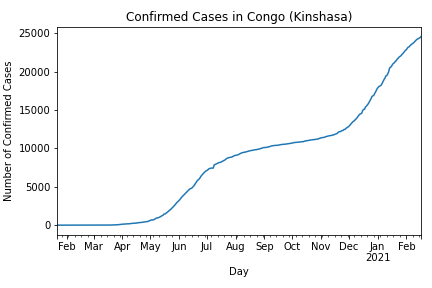 Confirmed Cases in Congo (Kinshasa)
Number of Confirmed Cases
25000
20000
15000
10000
5000
0
Feb Mar Apr May Jun Jul Aug Sep Oct Nov Dec Jan Feb
2021
Day